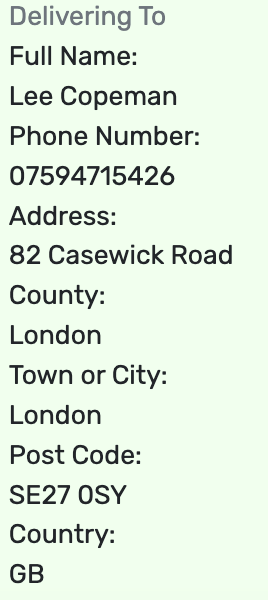 Delivering To
Full Name:
Lee Copeman
Phone Number:
07594715426
Address:
82 Casewick Road
County:
London
Town or City:
London
Post Code:
SE27 0SY
Country:
GB